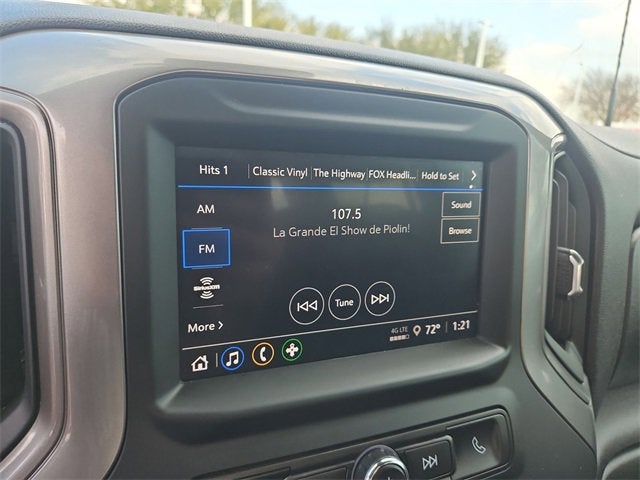 Hits 1 Classic Vinyl The Highway FOX Headli... Hold to Set
AM
FM
SiriusXM
More
107.5
La Grande El Show de Piolin!
Sound
Browse
Tune
4G LTE 72° 1:21